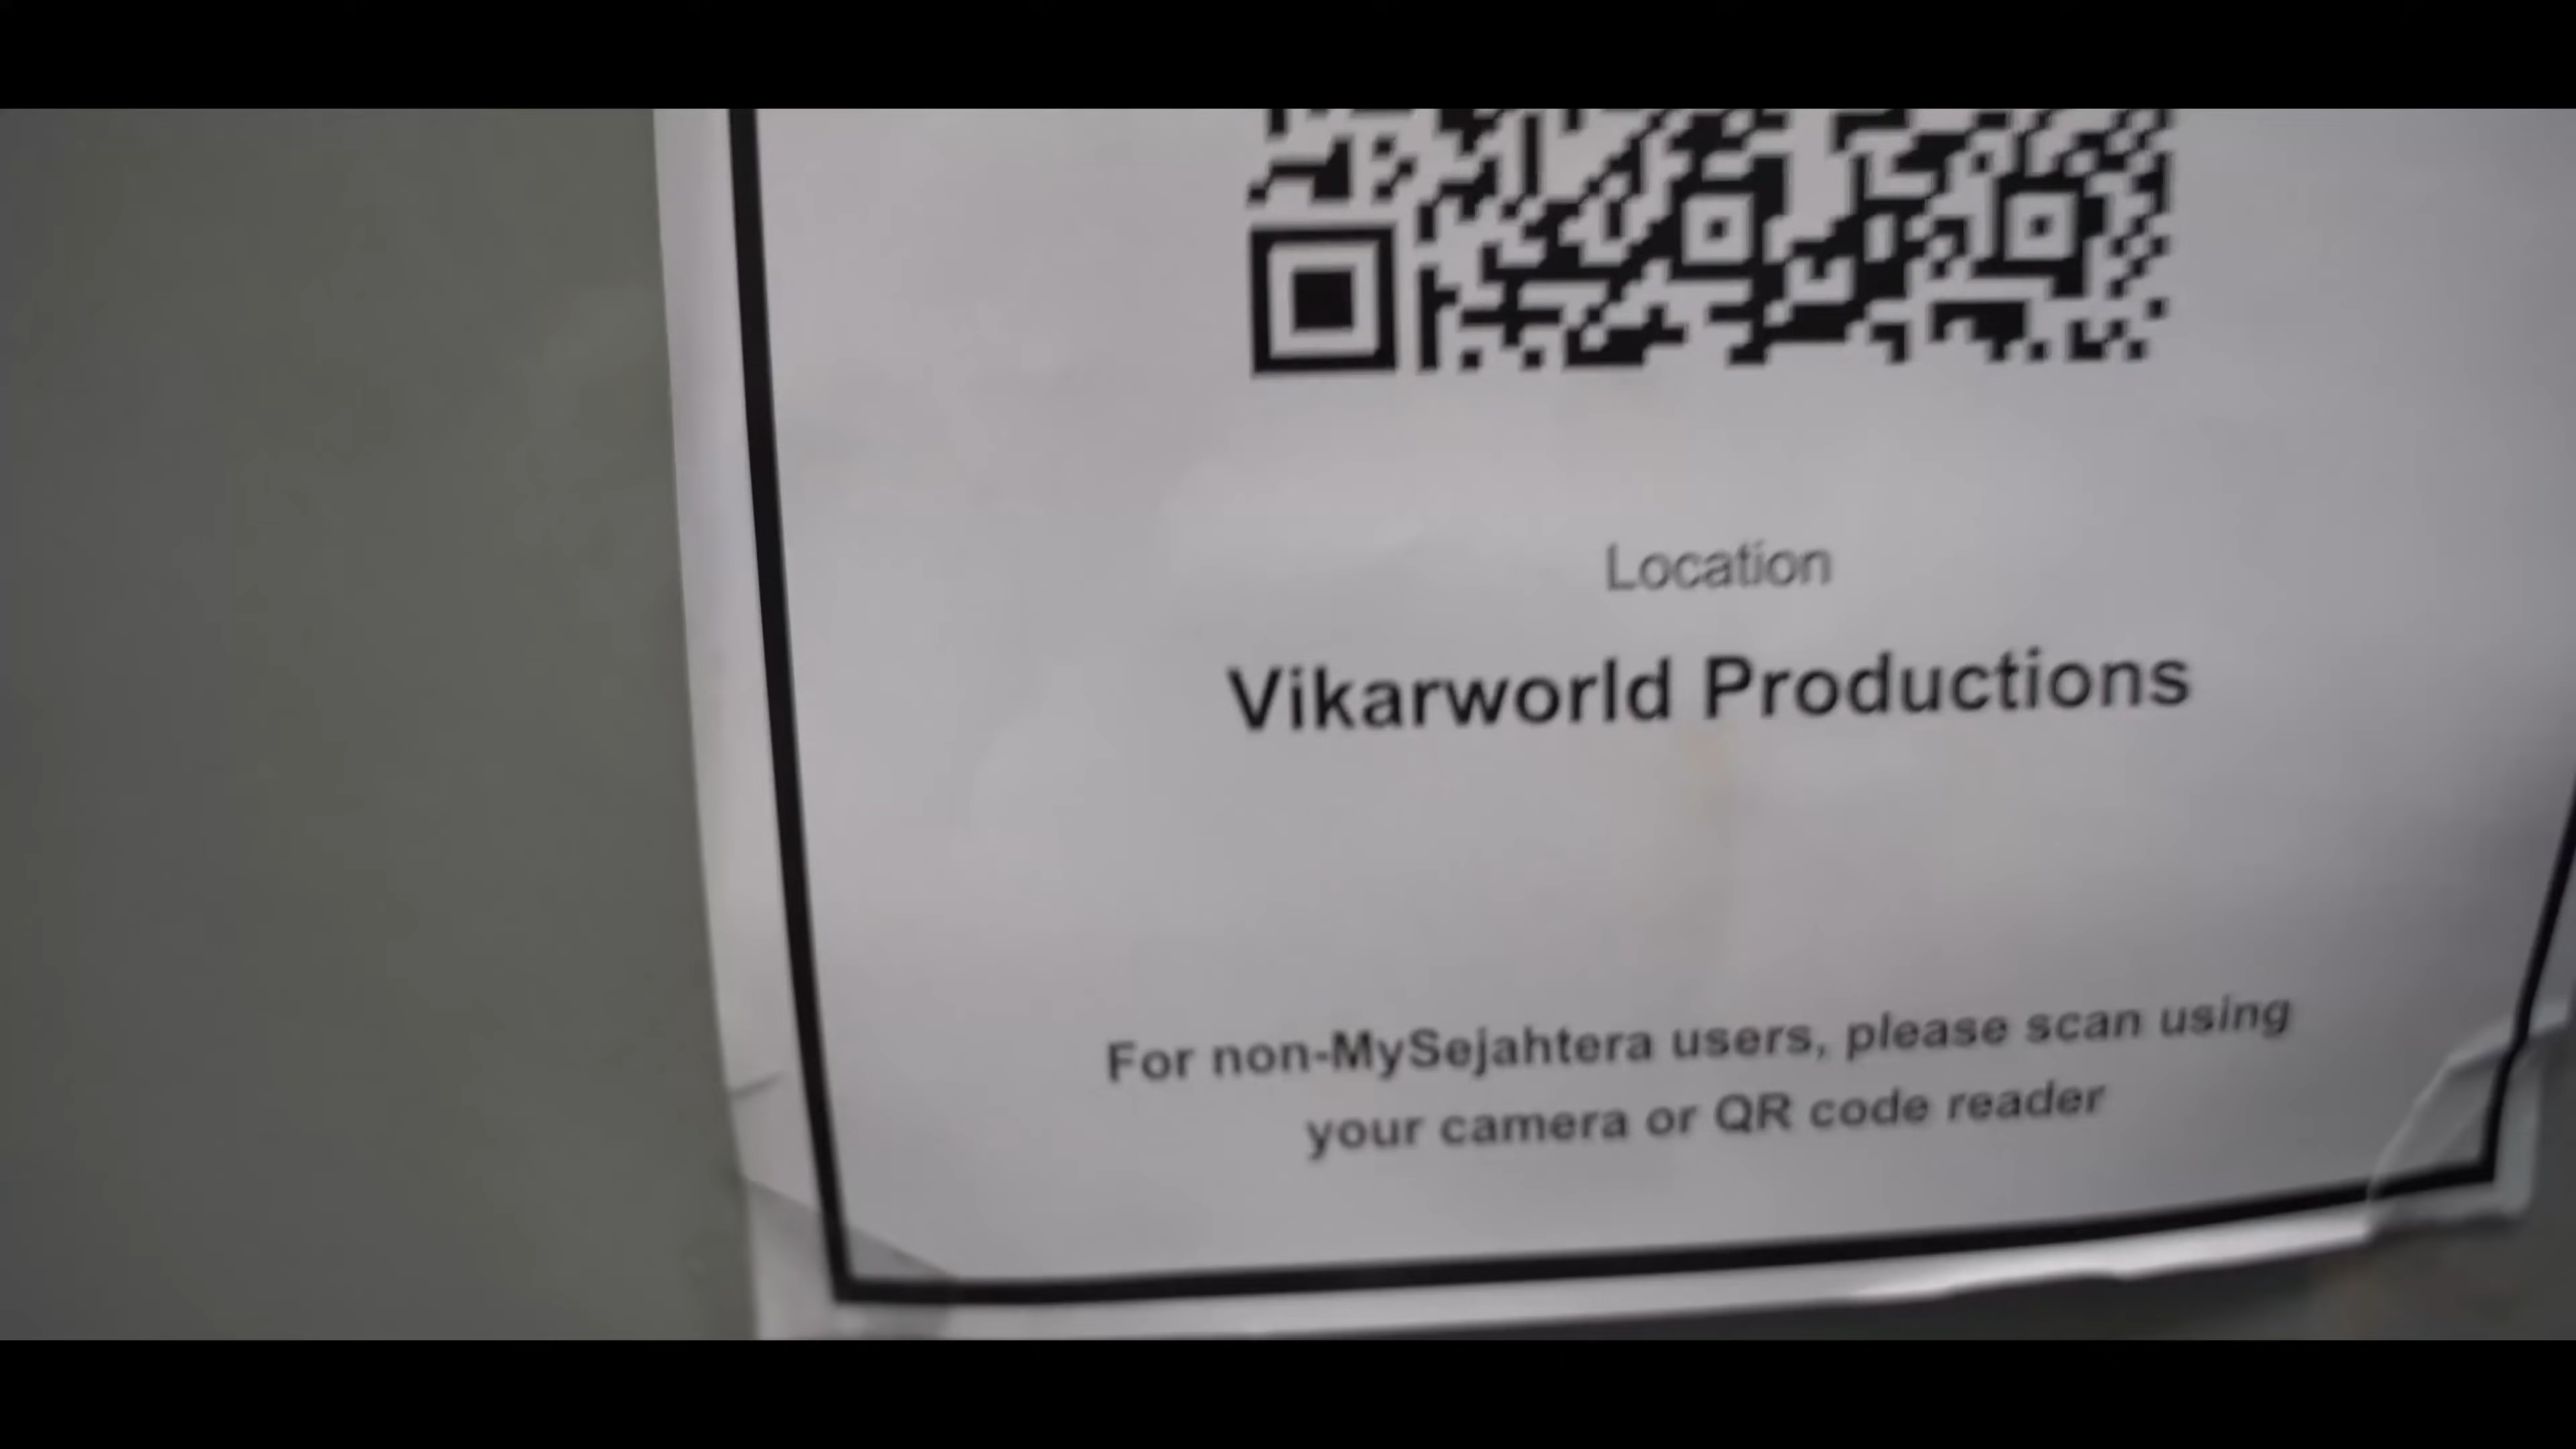 Location
Vikarworld Productions
For non-MySejahtera users, please scan using
your camera or QR code reader